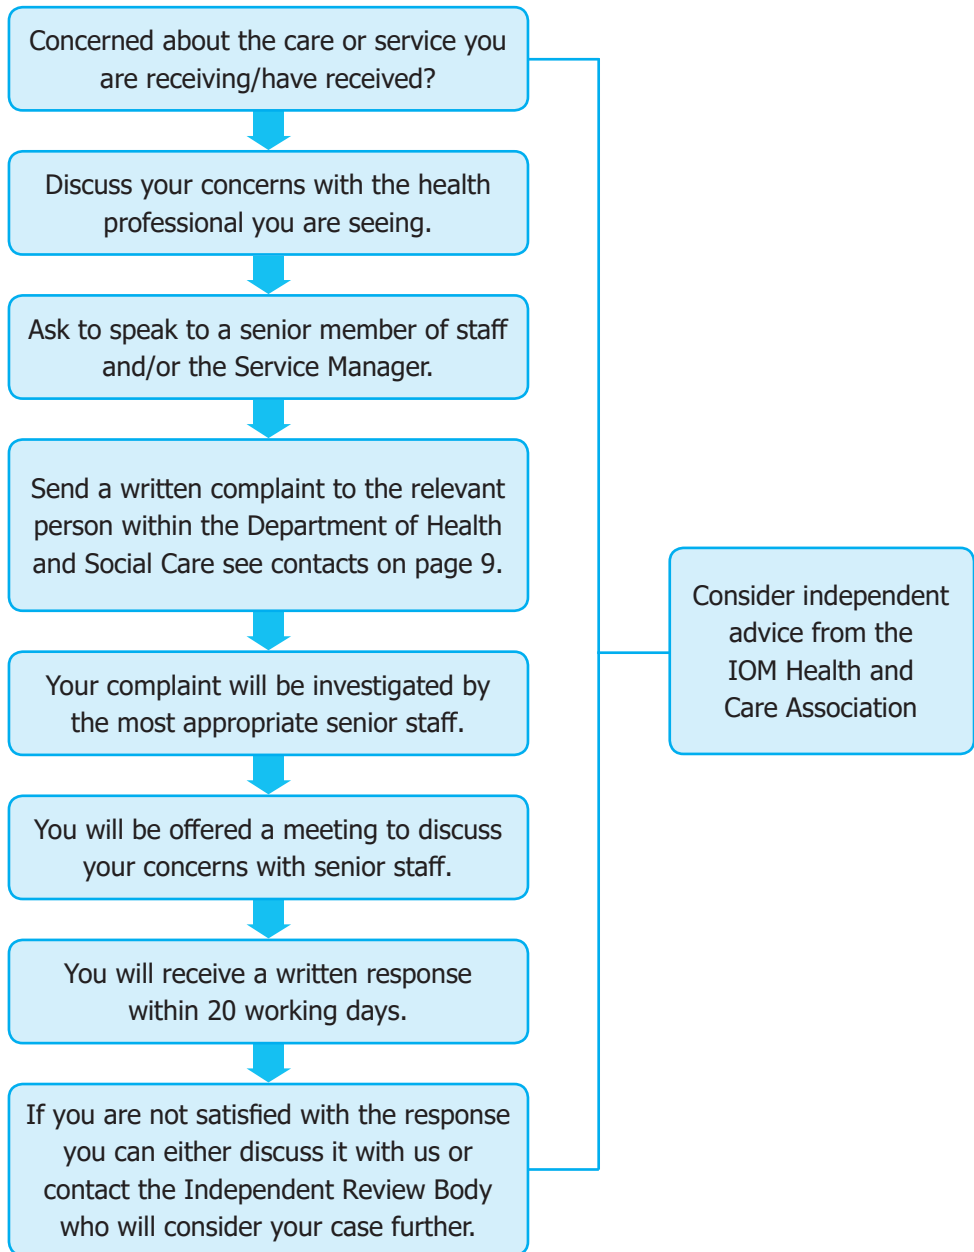 Concerned about the care or service you
are receiving/have received?
Discuss your concerns with the health
professional you are seeing.
Ask to speak to a senior member of staff
and/or the Service Manager.
Send a written complaint to the relevant
person within the Department of Health
and Social Care see contacts on page 9.
Your complaint will be investigated by
the most appropriate senior staff.
You will be offered a meeting to discuss
your concerns with senior staff.
You will receive a written response
within 20 working days.
If you are not satisfied with the response
you can either discuss it with us or
contact the Independent Review Body
who will consider your case further.
Consider independent
advice from the
IOM Health and
Care Association